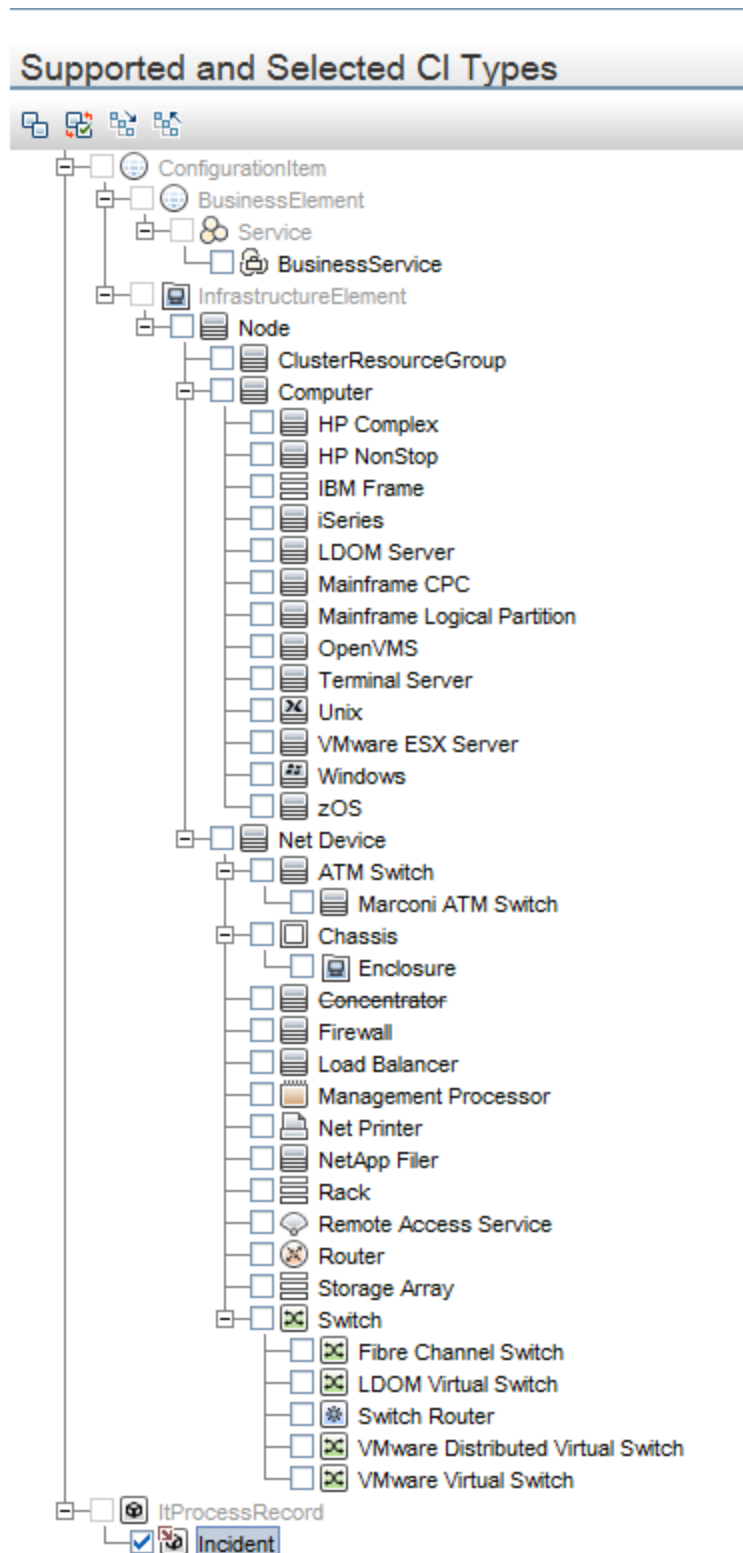 Supported and Selected CI Types
ConfigurationItem
BusinessElement
Service
BusinessService
InfrastructureElement
Node
ClusterResourceGroup
Computer
HP Complex
HP NonStop
IBM Frame
iSeries
LDOM Server
Mainframe CPC
Mainframe Logical Partition
OpenVMS
Terminal Server
Unix
VMware ESX Server
Windows
zOS
Net Device
ATM Switch
Marconi ATM Switch
Chassis
Enclosure
Concentrator
Firewall
Load Balancer
Management Processor
Net Printer
NetApp Filer
Rack
Remote Access Service
Router
Storage Array
Switch
Fibre Channel Switch
LDOM Virtual Switch
Switch Router
VMware Distributed Virtual Switch
VMware Virtual Switch
ItProcessRecord
Incident